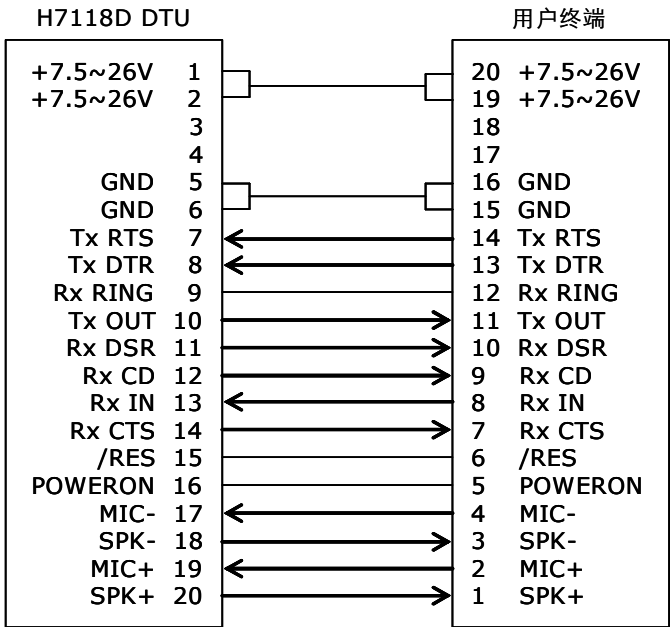 H7118D DTU 用户终端
+7.5~26V 1 20 +7.5~26V
+7.5~26V 2 19 +7.5~26V
3 18
4 17
GND 5 16 GND
GND 6 15 GND
Tx RTS 7 14 Tx RTS
Tx DTR 8 13 Tx DTR
Rx RING 9 12 Rx RING
Tx OUT 10 11 Tx OUT
Rx DSR 11 10 Rx DSR
Rx CD 12 9 Rx CD
Rx IN 13 8 Rx IN
Rx CTS 14 7 Rx CTS
/RES 15 6 /RES
POWERON 16 5 POWERON
MIC- 17 4 MIC-
SPK- 18 3 SPK-
MIC+ 19 2 MIC+
SPK+ 20 1 SPK+